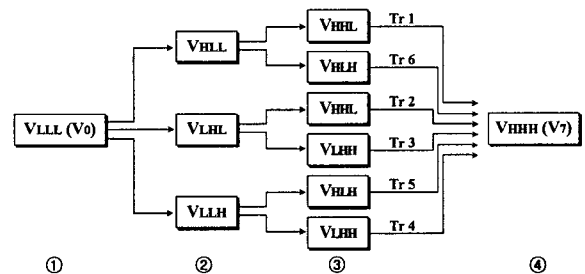 VHHL Tr 1
VHLL
VHLH Tr 6
VHHL Tr 2
VLLL (V0) VLHL VHHH (V7)
VLHH Tr 3
VHLH Tr 5
VLLH
VLHH Tr 4
① ② ③ ④